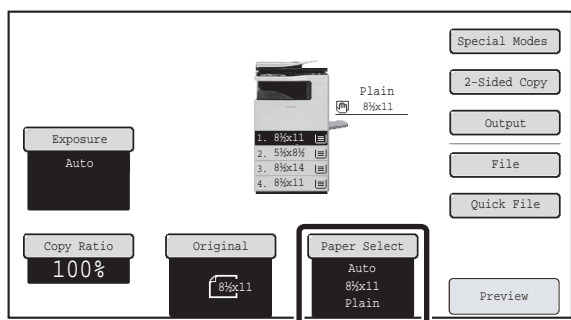 Special Modes
2-Sided Copy
Output
File
Quick File
Plain
8½x11
1. 8½x11
2. 5½x8½
3. 8½x14
4. 8½x11
Exposure
Auto
Copy Ratio
100%
Original
8½x11
Paper Select
Auto
8½x11
Plain
Preview